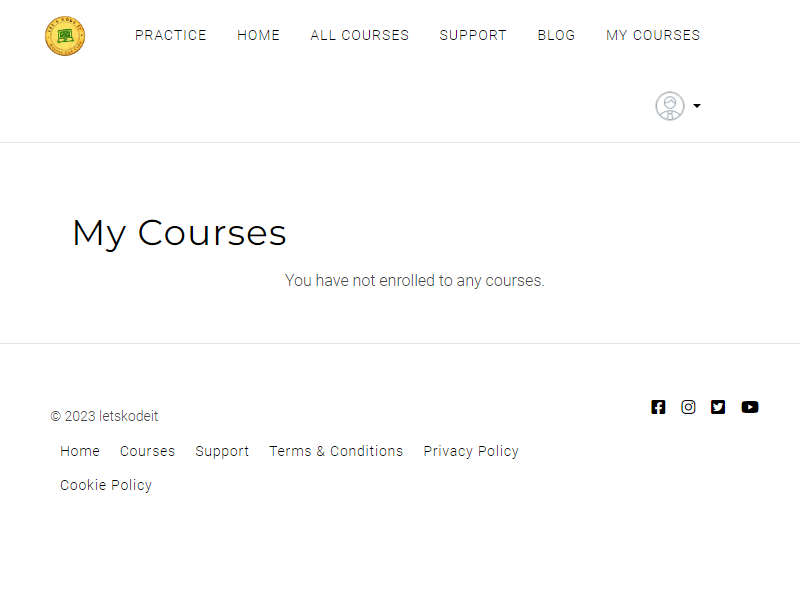 PRACTICE HOME ALL COURSES SUPPORT BLOG MY COURSES
My Courses
You have not enrolled to any courses.
© 2023 letskodeit
Home Courses Support Terms & Conditions Privacy Policy
Cookie Policy